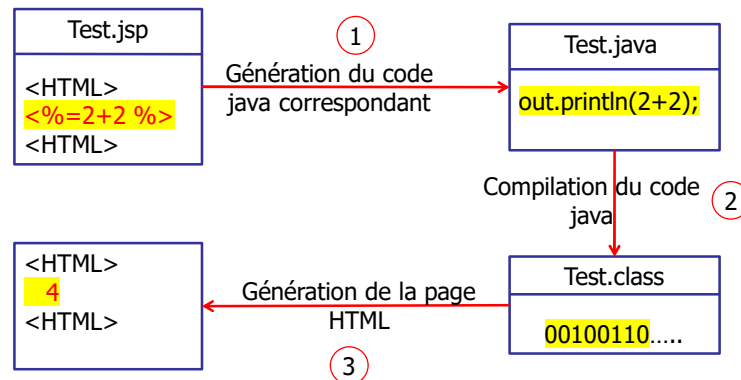 Test.jsp
<HTML>
<%=2+2 %>
<HTML>
1
Génération du code
java correspondant
Test.java
out.println(2+2);
Compilation du code
java
2
Test.class
00100110…..
Génération de la page
HTML
3
<HTML>
4
<HTML>